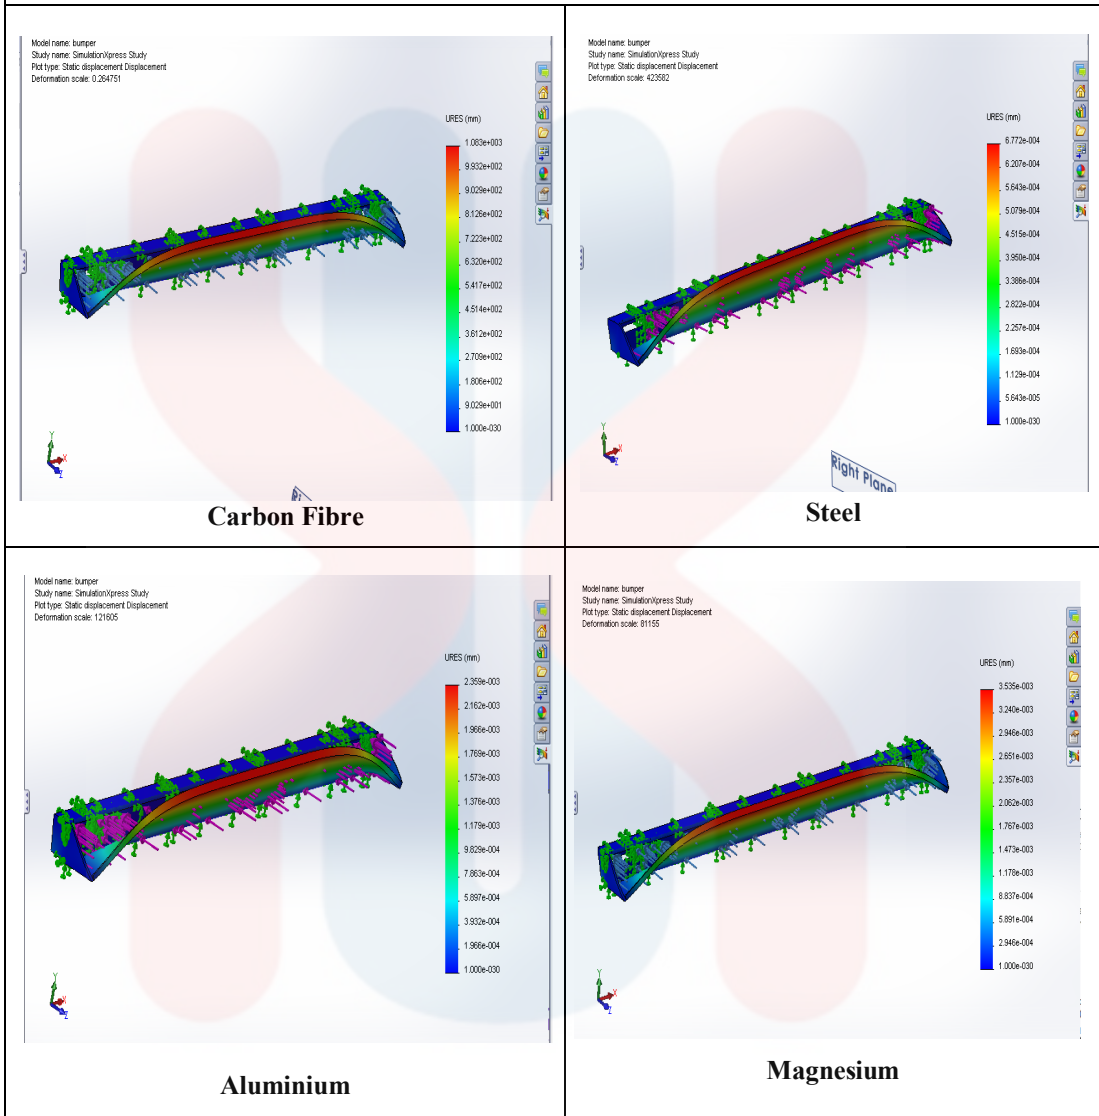 Model name: bumper
Study name: SimulationXpress Study
Plot type: Static displacement Displacement
Deformation scale: 0.264751
URES (mm)
1.083e+003
9.932e+002
9.029e+002
8.126e+002
7.223e+002
6.320e+002
5.417e+002
4.514e+002
3.612e+002
2.709e+002
1.806e+002
9.029e+001
1.000e-030
Y
X
Z
Ri
Carbon Fibre
Model name: bumper
Study name: SimulationXpress Study
Plot type: Static displacement Displacement
Deformation scale: 423582
URES (mm)
6.772e-004
6.207e-004
5.643e-004
5.079e-004
4.515e-004
3.950e-004
3.386e-004
2.822e-004
2.257e-004
1.693e-004
1.129e-004
5.643e-005
1.000e-030
Y
X
Z
Right Plane
Steel
Model name: bumper
Study name: SimulationXpress Study
Plot type: Static displacement Displacement
Deformation scale: 121605
URES (mm)
2.359e-003
2.162e-003
1.966e-003
1.769e-003
1.573e-003
1.376e-003
1.179e-003
9.829e-004
7.863e-004
5.897e-004
3.932e-004
1.966e-004
1.000e-030
Y
X
Z
Aluminium
Model name: bumper
Study name: SimulationXpress Study
Plot type: Static displacement Displacement
Deformation scale: 81155
URES (mm)
3.535e-003
3.240e-003
2.946e-003
2.651e-003
2.357e-003
2.062e-003
1.767e-003
1.473e-003
1.178e-003
8.837e-004
5.891e-004
2.946e-004
1.000e-030
Y
X
Z
Magnesium